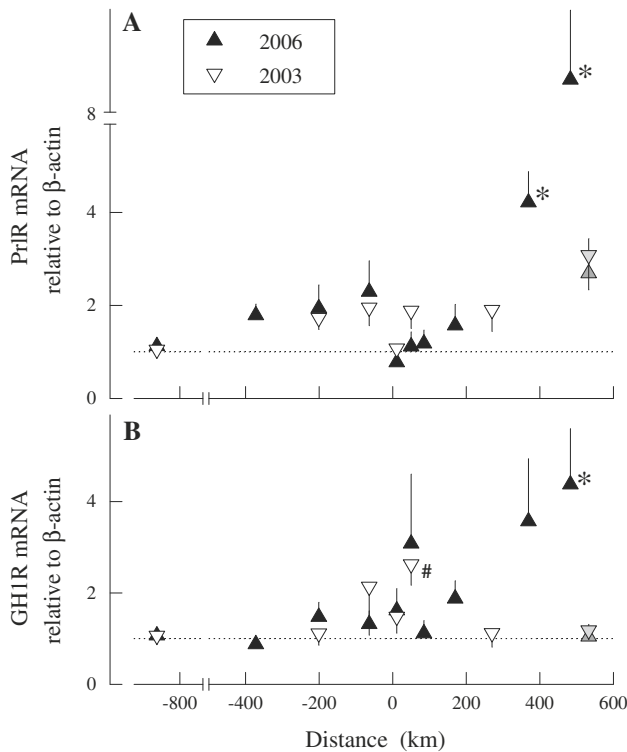 A
2006
2003
8
4
2
0
PrlR mRNA
relative to β-actin
*
*
B
4
2
0
GH1R mRNA
relative to β-actin
*
#
-800 -400 -200 0 200 400 600
Distance (km)